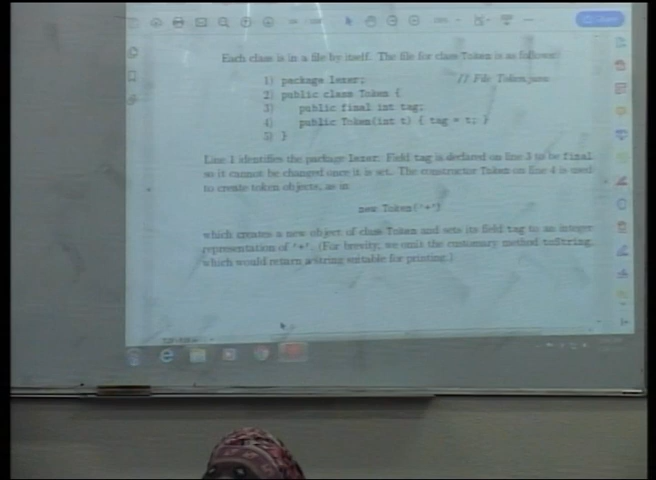 Each class is in a file by itself. The file for class Token is as follows:
1) package lexer; // File Token.java
2) public class Token {
3) public final int tag;
4) public Token(int t) { tag = t; }
5) }
Line 1 identifies the package lexer. Field tag is declared on line 3 to be final
so it cannot be changed once it is set. The constructor Token on line 4 is used
to create token objects, as in
new Token('+')
which creates a new object of class Token and sets its field tag to an integer
representation of '+'. (For brevity, we omit the customary method toString,
which would return a string suitable for printing.)